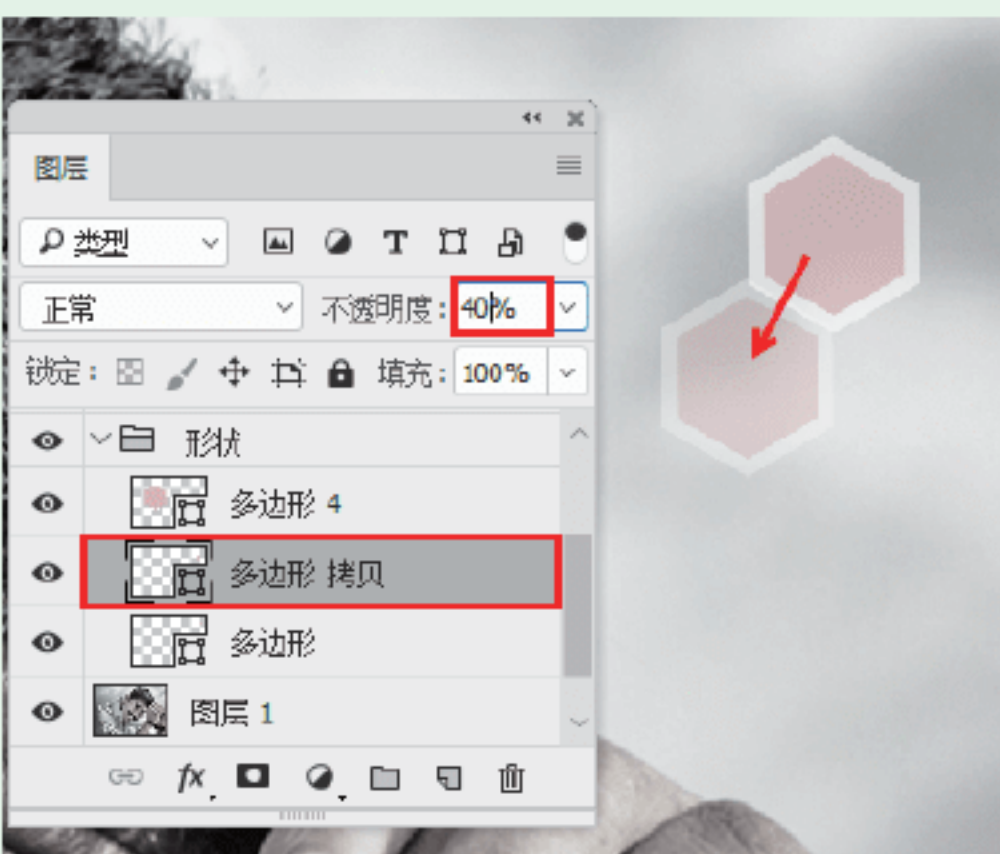 图层
类型
正常 不透明度: 40%
锁定: 填充: 100%
形状
多边形 4
多边形 拷贝
多边形
图层 1
fx